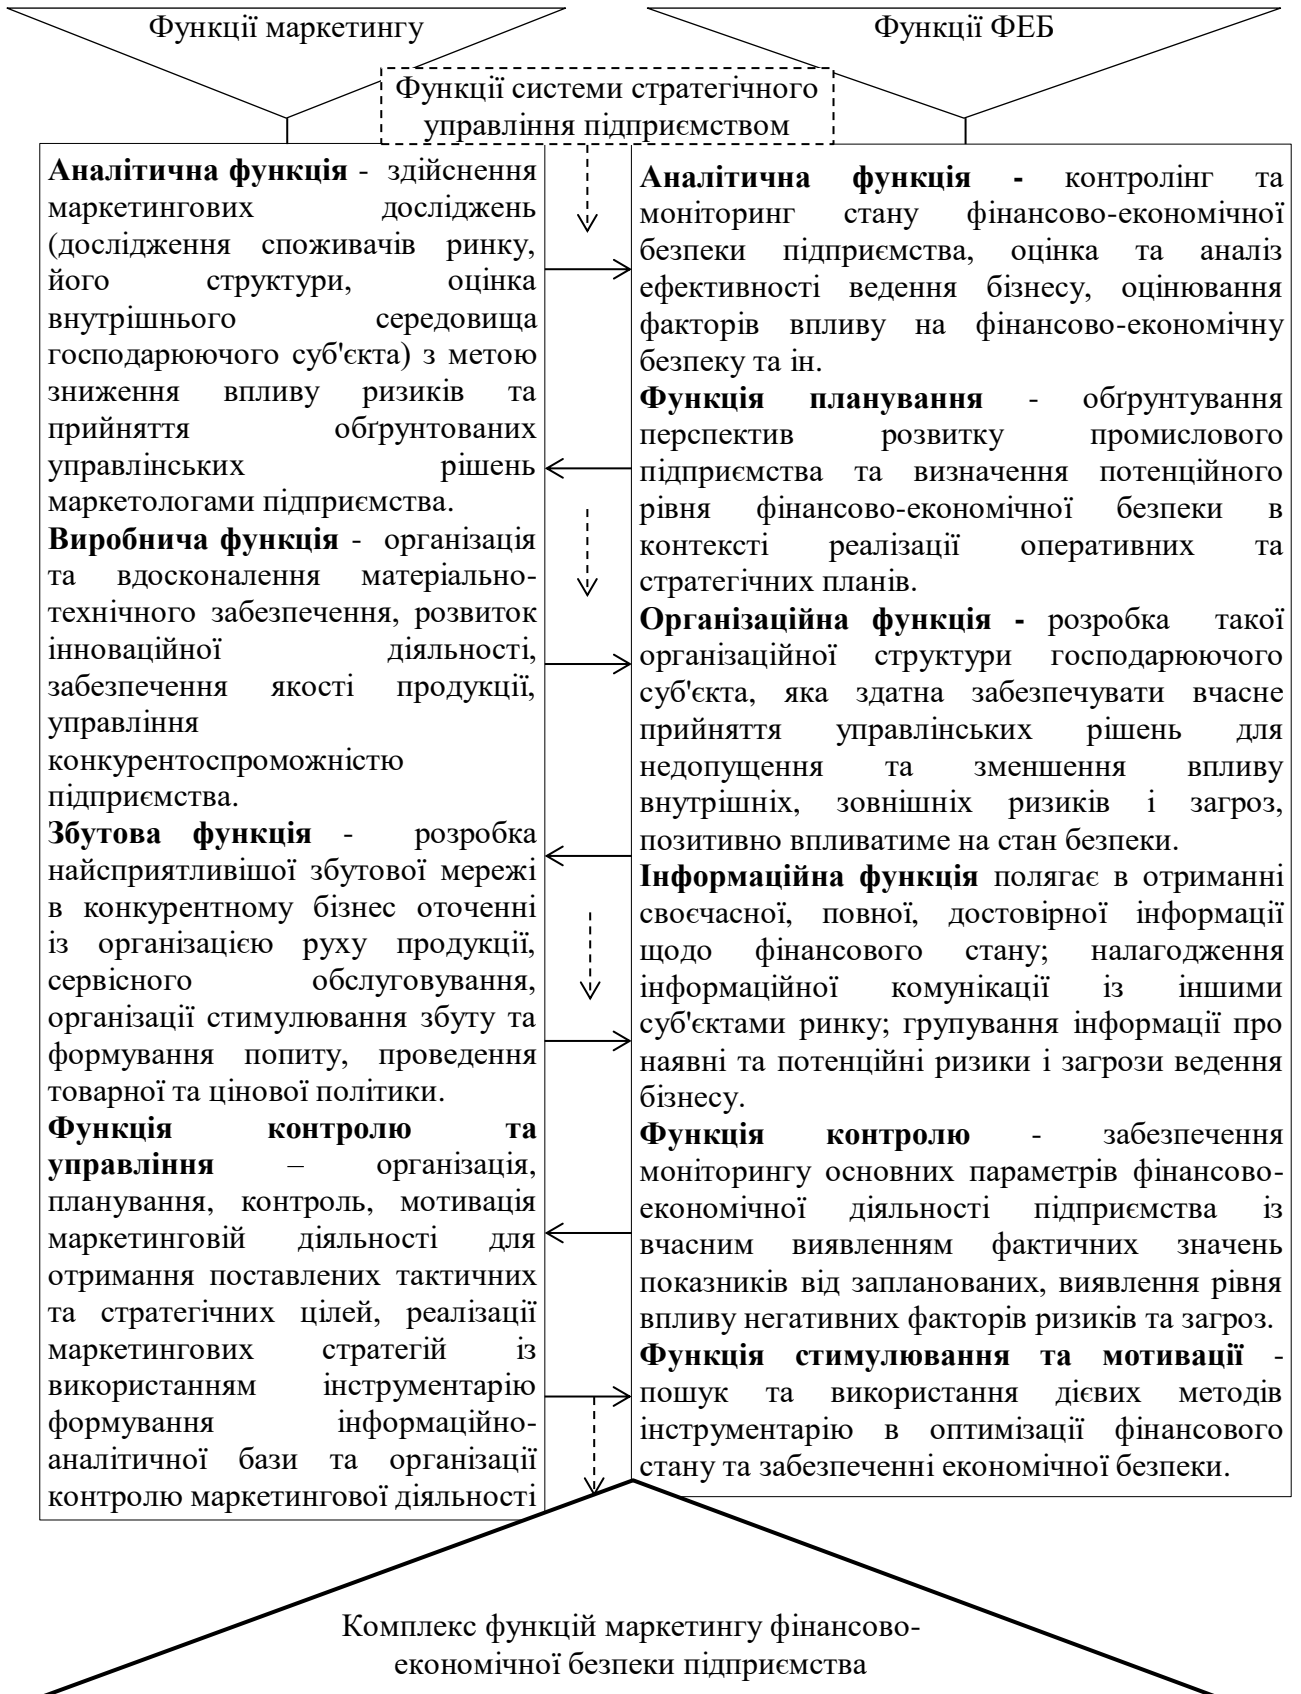 Функції маркетингу
Функції ФЕБ
Функції системи стратегічного
управління підприємством
Аналітична функція - здійснення
маркетингових досліджень
(дослідження споживачів ринку,
його структури, оцінка
внутрішнього середовища
господарюючого суб'єкта) з метою
зниження впливу ризиків та
прийняття обґрунтованих
управлінських рішень
маркетологами підприємства.
Виробнича функція - організація
та вдосконалення матеріально-
технічного забезпечення, розвиток
інноваційної діяльності,
забезпечення якості продукції,
управління
конкурентоспроможністю
підприємства.
Збутова функція - розробка
найсприятливішої збутової мережі
в конкурентному бізнес оточенні
із організацією руху продукції,
сервісного обслуговування,
організації стимулювання збуту та
формування попиту, проведення
товарної та цінової політики.
Функція контролю та
управління – організація,
планування, контроль, мотивація
маркетинговій діяльності для
отримання поставлених тактичних
та стратегічних цілей, реалізації
маркетингових стратегій із
використанням інструментарію
формування інформаційно-
аналітичної бази та організації
контролю маркетингової діяльності
Аналітична функція - контролінг та
моніторинг стану фінансово-економічної
безпеки підприємства, оцінка та аналіз
ефективності ведення бізнесу, оцінювання
факторів впливу на фінансово-економічну
безпеку та ін.
Функція планування - обґрунтування
перспектив розвитку промислового
підприємства та визначення потенційного
рівня фінансово-економічної безпеки в
контексті реалізації оперативних та
стратегічних планів.
Організаційна функція - розробка такої
організаційної структури господарюючого
суб'єкта, яка здатна забезпечувати вчасне
прийняття управлінських рішень для
недопущення та зменшення впливу
внутрішніх, зовнішніх ризиків і загроз,
позитивно впливатиме на стан безпеки.
Інформаційна функція полягає в отриманні
своєчасної, повної, достовірної інформації
щодо фінансового стану; налагодження
інформаційної комунікації із іншими
суб'єктами ринку; групування інформації про
наявні та потенційні ризики і загрози ведення
бізнесу.
Функція контролю - забезпечення
моніторингу основних параметрів фінансово-
економічної діяльності підприємства із
вчасним виявленням фактичних значень
показників від запланованих, виявлення рівня
впливу негативних факторів ризиків та загроз.
Функція стимулювання та мотивації -
пошук та використання дієвих методів
інструментарію в оптимізації фінансового
стану та забезпеченні економічної безпеки.
Комплекс функцій маркетингу фінансово-
економічної безпеки підприємства